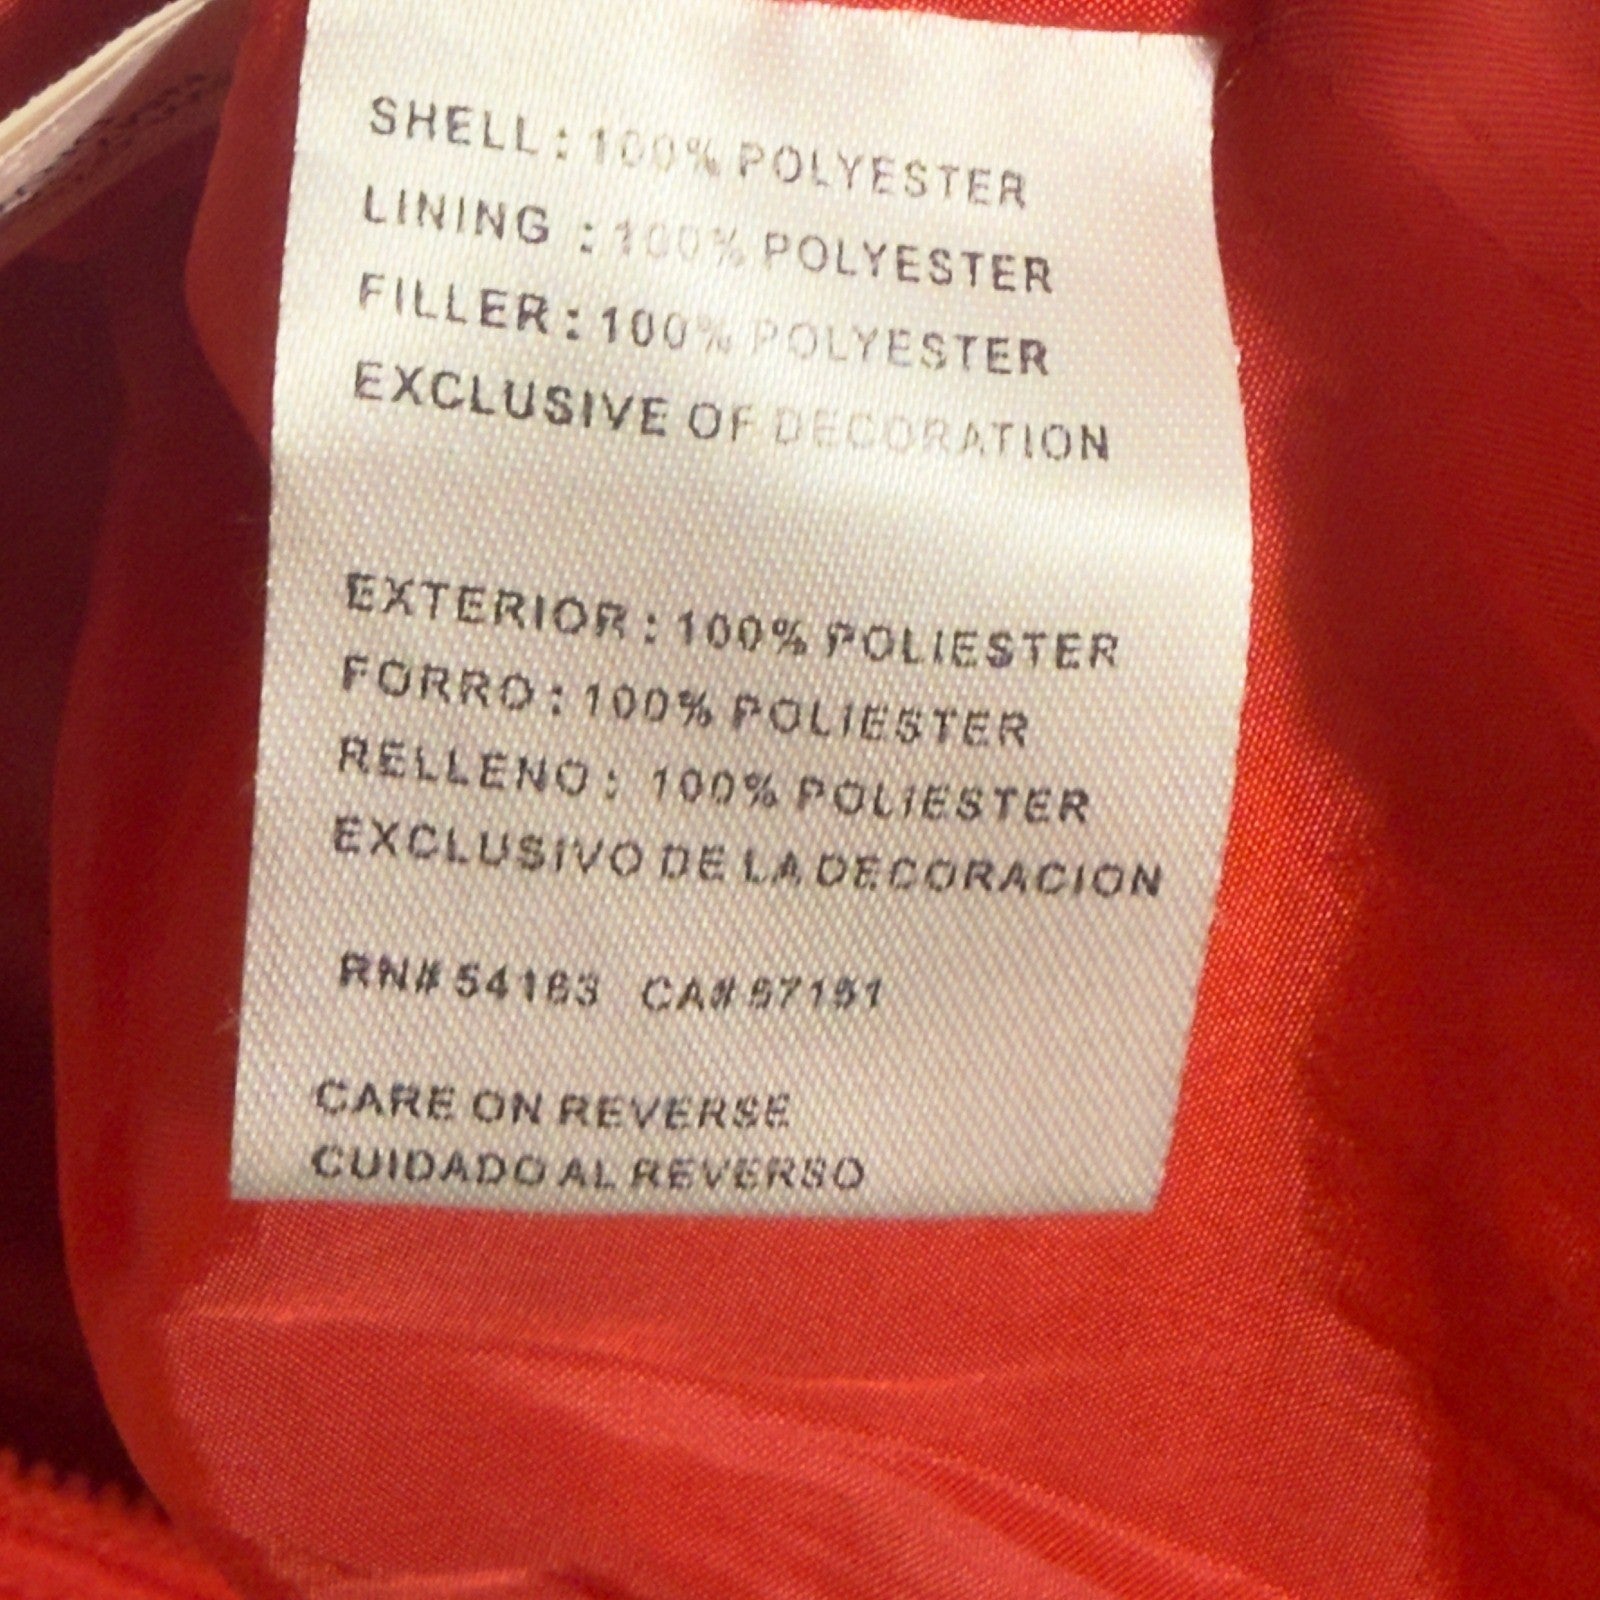 SHELL: 100% POLYESTER
LINING : 100% POLYESTER
FILLER: 100% POLYESTER
EXCLUSIVE OF DECORATION
EXTERIOR: 100% POLIESTER
FORRO: 100% POLIESTER
RELLENO: 100% POLIESTER
EXCLUSIVO DE LA DECORACION
RN# 54163 CA#
CARE ON REVERSE
CUIDADO AL REVERSO